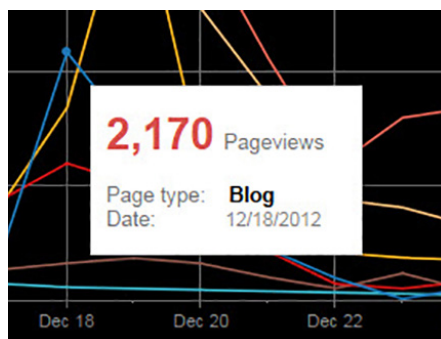 2,170 Pageviews
Page type: Blog
Date: 12/18/2012
Dec 18 Dec 20 Dec 22